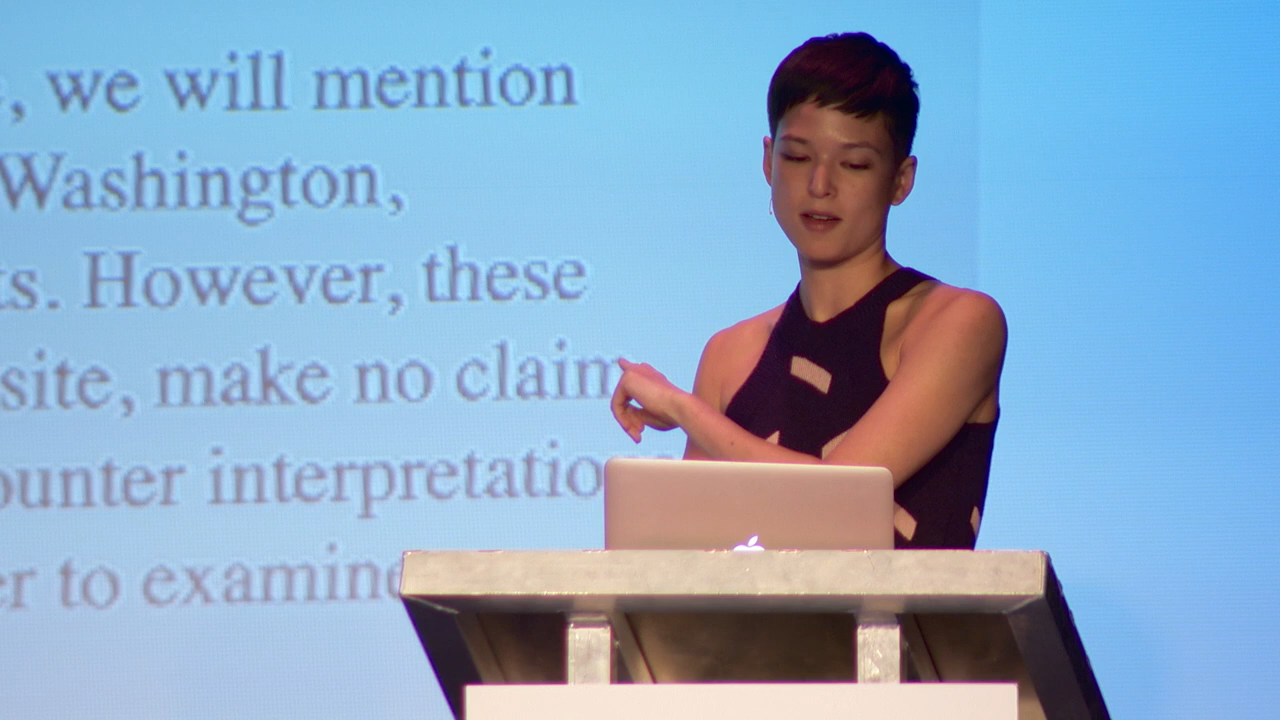 , we will mention
Washington,
ts. However, these
site, make no claim
ounter interpretatio
er to examine